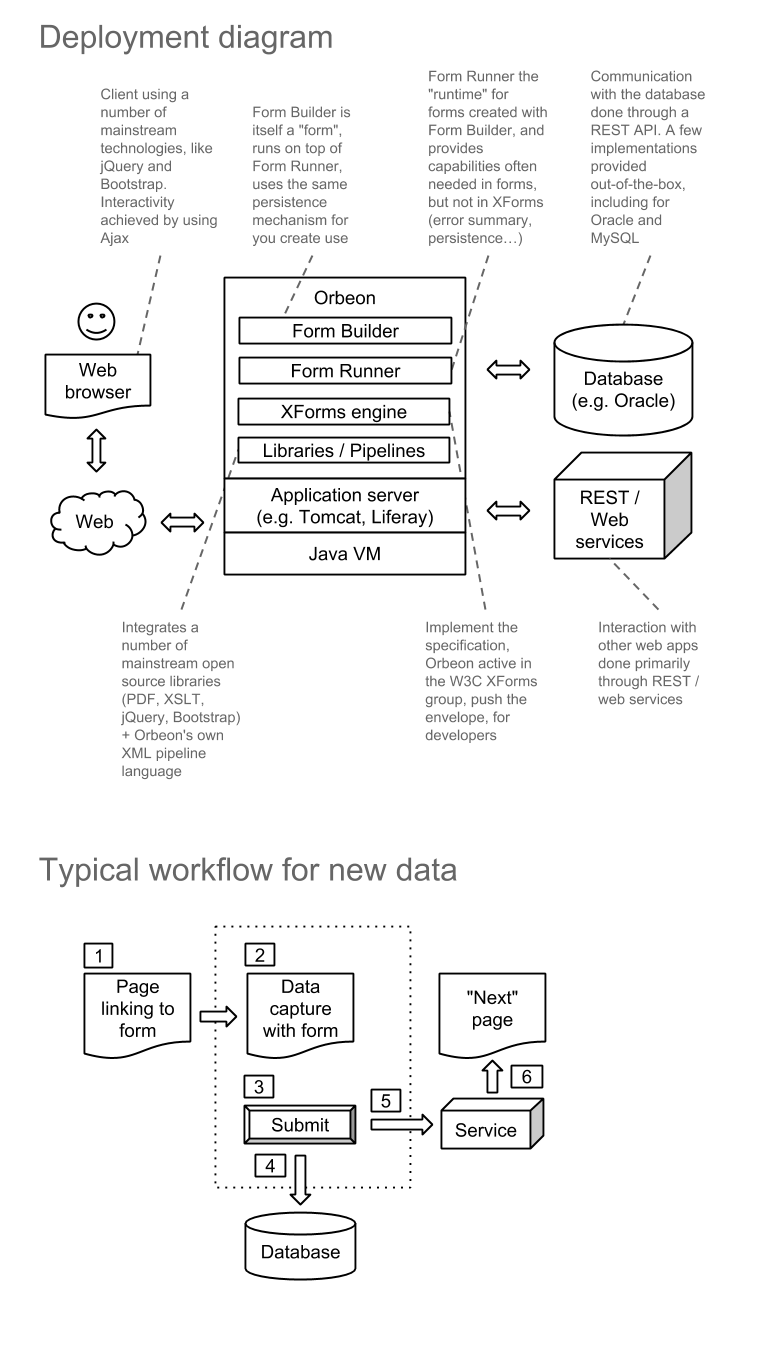 Deployment diagram
Client using a
number of
mainstream
technologies, like
jQuery and
Bootstrap.
Interactivity
achieved by using
Ajax
Form Builder is
itself a "form",
runs on top of
Form Runner,
uses the same
persistence
mechanism for
you create use
Form Runner the
"runtime" for
forms created with
Form Builder, and
provides
capabilities often
needed in forms,
but not in XForms
(error summary,
persistence…)
Communication
with the database
done through a
REST API. A few
implementations
provided
out-of-the-box,
including for
Oracle and
MySQL
Web
browser
Web
Orbeon
Form Builder
Form Runner
XForms engine
Libraries / Pipelines
Application server
(e.g. Tomcat, Liferay)
Java VM
Database
(e.g. Oracle)
REST /
Web
services
Integrates a
number of
mainstream open
source libraries
(PDF, XSLT,
jQuery, Bootstrap)
+ Orbeon's own
XML pipeline
language
Implement the
specification,
Orbeon active in
the W3C XForms
group, push the
envelope, for
developers
Interaction with
other web apps
done primarily
through REST /
web services
Typical workflow for new data
1
Page
linking to
form
2
Data
capture
with form
3
Submit
4
Database
5
Service
6
"Next"
page